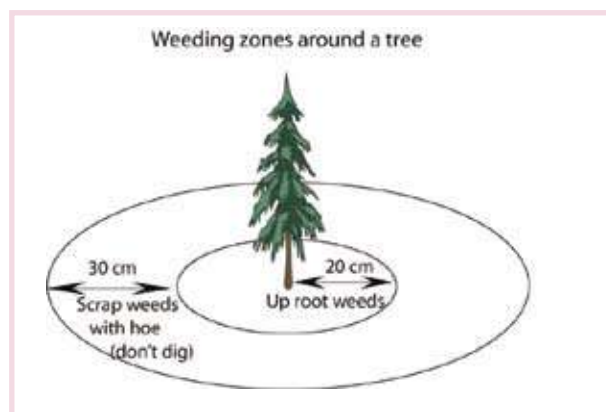 Weeding zones around a tree
30 cm
20 cm
Scrap weeds
with hoe
(don't dig)
Up root weeds